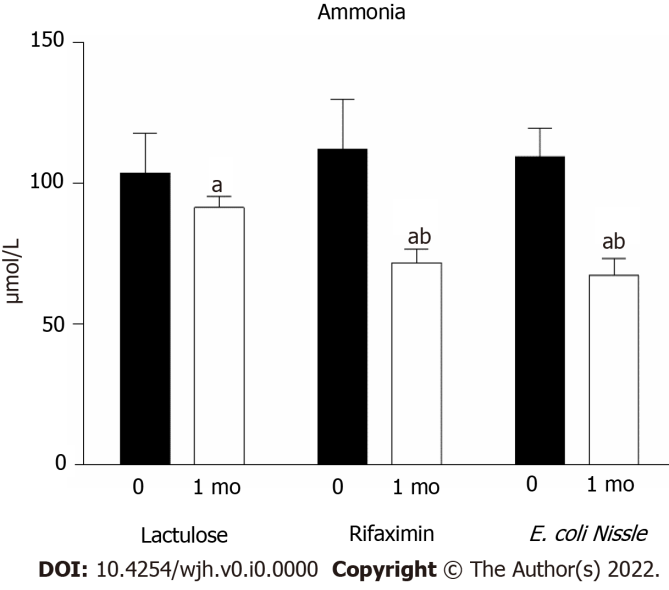 Ammonia
150
100
50
0
µmol/L
a
ab
ab
0 1 mo 0 1 mo 0 1 mo
Lactulose Rifaximin E. coli Nissle
DOI: 10.4254/wjh.v0.i0.0000 Copyright © The Author(s) 2022.